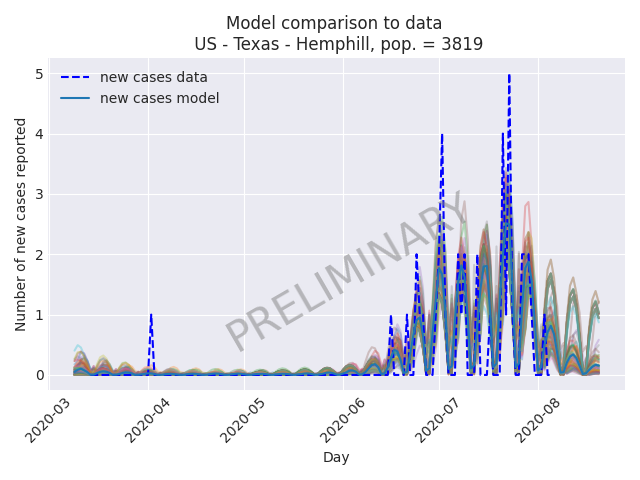 Model comparison to data
US - Texas - Hemphill, pop. = 3819
new cases data
new cases model
Number of new cases reported
5
4
3
2
1
0
PRELIMINARY
2020-03
2020-04
2020-05
2020-06
2020-07
2020-08
Day